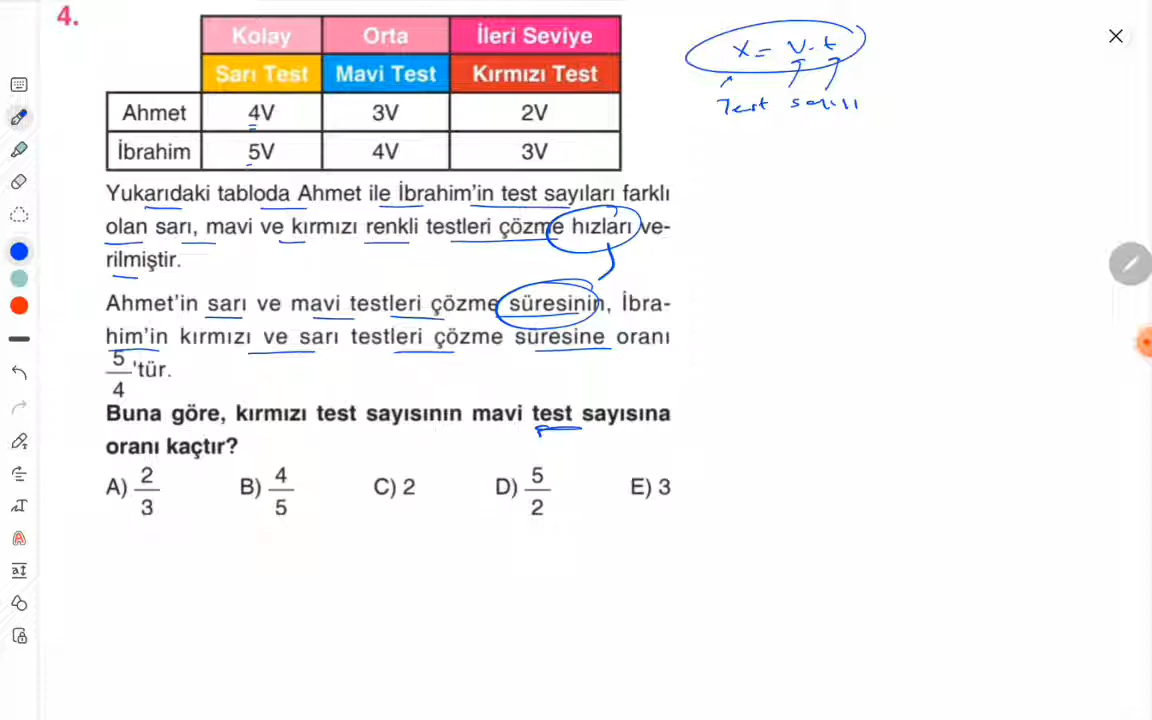 4.
Kolay Orta İleri Seviye
Sarı Test Mavi Test Kırmızı Test
Ahmet 4V 3V 2V
İbrahim 5V 4V 3V
x = v.t
Test sayısı
Yukarıdaki tabloda Ahmet ile İbrahim'in test sayıları farklı
olan sarı, mavi ve kırmızı renkli testleri çözme hızları ve-
rilmiştir.
Ahmet'in sarı ve mavi testleri çözme süresinin, İbra-
him'in kırmızı ve sarı testleri çözme süresine oranı
5/4 'tür.
Buna göre, kırmızı test sayısının mavi test sayısına
oranı kaçtır?
A) 2/3 B) 4/5 C) 2 D) 5/2 E) 3